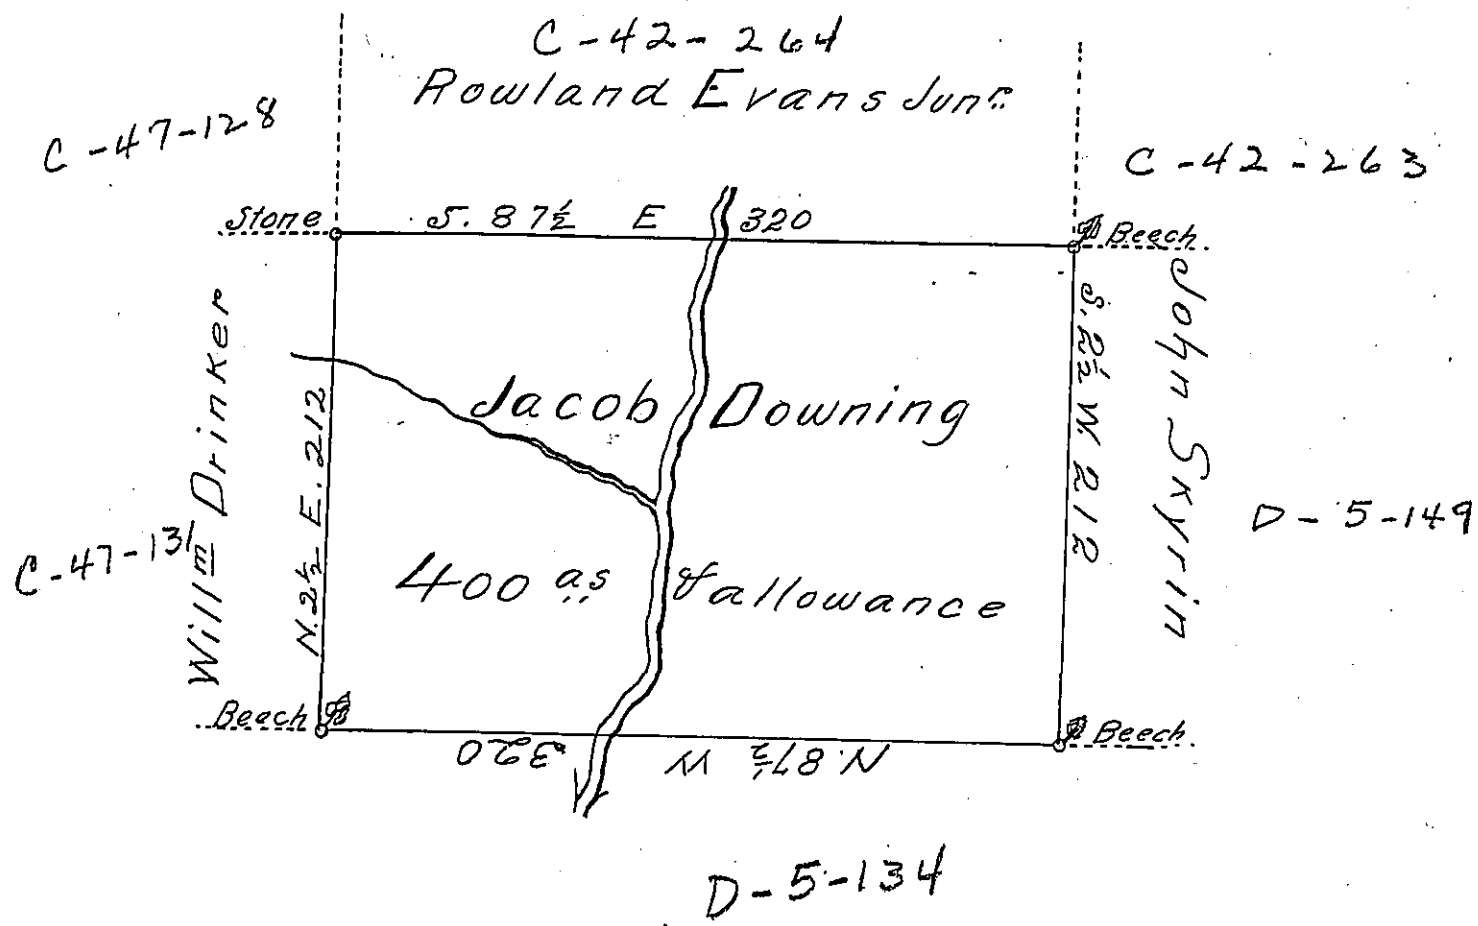 C-42-264
Rowland Evans Junr.
C-47-128
C-42-263
Stone
S. 87½ E 320
Beech
Willm Drinker
N. 2½ E. 212
Jacob Downing
S. 2½ W. 212
John Skyrin
D-5-149
C-47-131
400 as & allowance
Beech
N. 87½ W 320
Beech
D-5-134